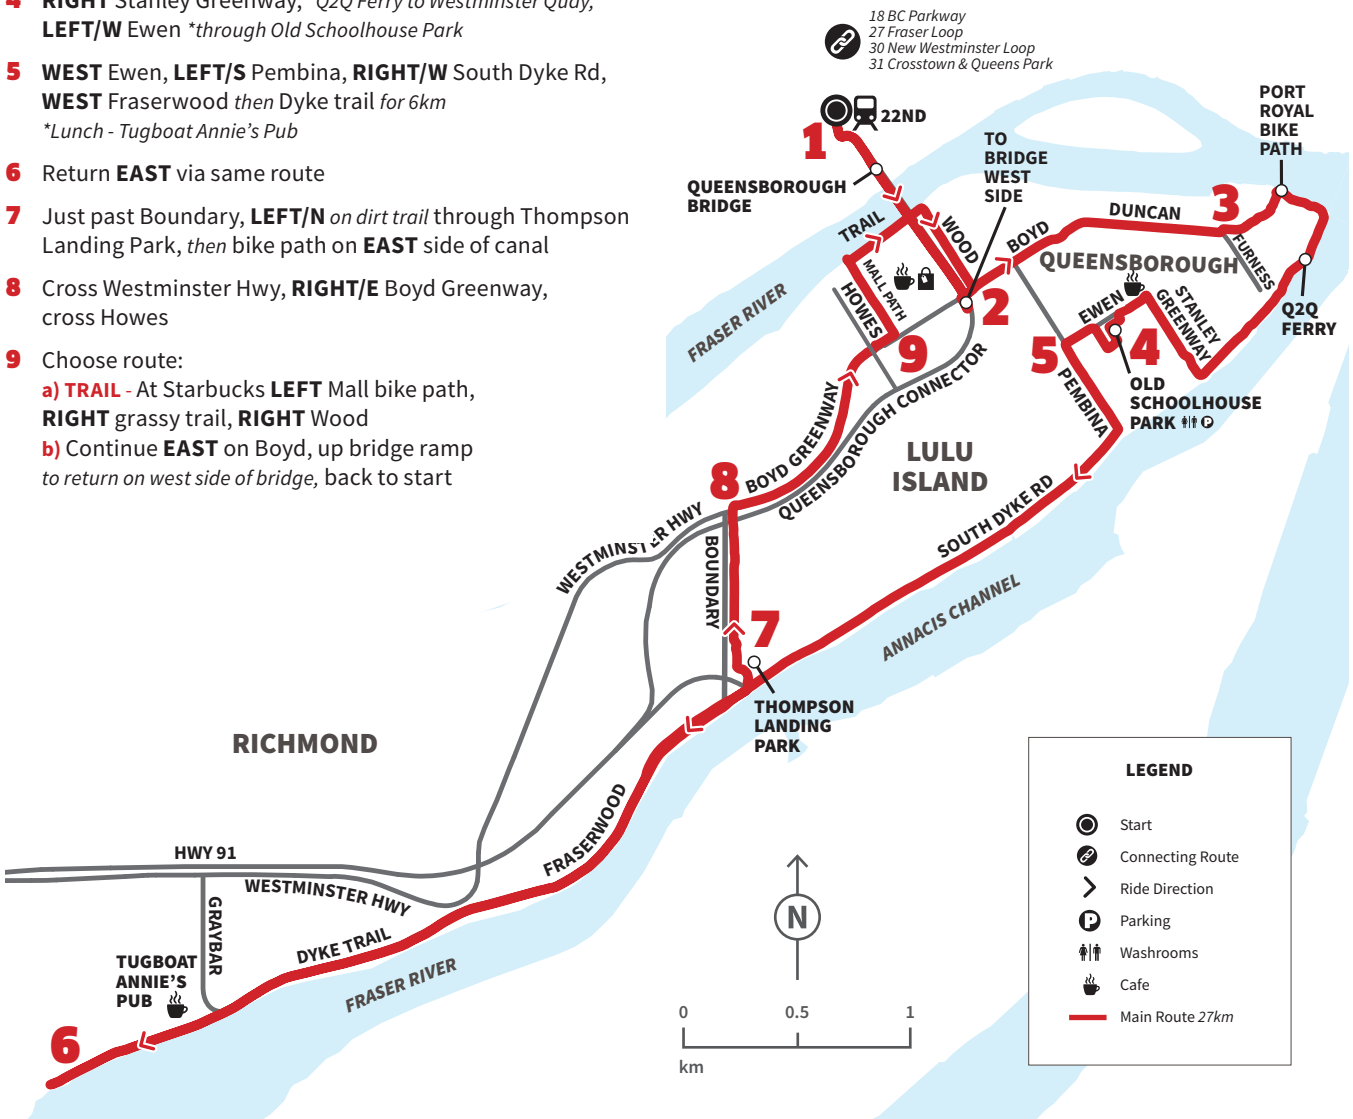 4 RIGHT Stanley Greenway, *Q2Q Ferry to Westminster Quay,
LEFT/W Ewen *through Old Schoolhouse Park
5 WEST Ewen, LEFT/S Pembina, RIGHT/W South Dyke Rd,
WEST Fraserwood then Dyke trail for 6km
*Lunch - Tugboat Annie's Pub
6 Return EAST via same route
7 Just past Boundary, LEFT/N on dirt trail through Thompson
Landing Park, then bike path on EAST side of canal
8 Cross Westminster Hwy, RIGHT/E Boyd Greenway,
cross Howes
9 Choose route:
a) TRAIL - At Starbucks LEFT Mall bike path,
RIGHT grassy trail, RIGHT Wood
b) Continue EAST on Boyd, up bridge ramp
to return on west side of bridge, back to start
18 BC Parkway
27 Fraser Loop
30 New Westminster Loop
31 Crosstown & Queens Park
22ND
1
QUEENSBOROUGH
BRIDGE
TO
BRIDGE
WEST
SIDE
PORT
ROYAL
BIKE
PATH
3
DUNCAN
BOYD
WOOD
TRAIL
MALL PATH
HOWES
FURNESS
QUEENSBOROUGH
FRASER RIVER
2
EWEN
STANLEY
GREENWAY
Q2Q
FERRY
9
5
4
OLD
SCHOOLHOUSE
PARK P
PEMBINA
BOYD GREENWAY
QUEENSBOROUGH CONNECTOR
LULU
ISLAND
8
WESTMINSTER HWY
BOUNDARY
SOUTH DYKE RD
ANNACIS CHANNEL
7
THOMPSON
LANDING
PARK
RICHMOND
FRASERWOOD
HWY 91
WESTMINSTER HWY
GRAYBAR
DYKE TRAIL
FRASER RIVER
TUGBOAT
ANNIE'S
PUB
6
N
0 0.5 1
km
LEGEND
Start
Connecting Route
Ride Direction
P Parking
Washrooms
Cafe
Main Route 27km